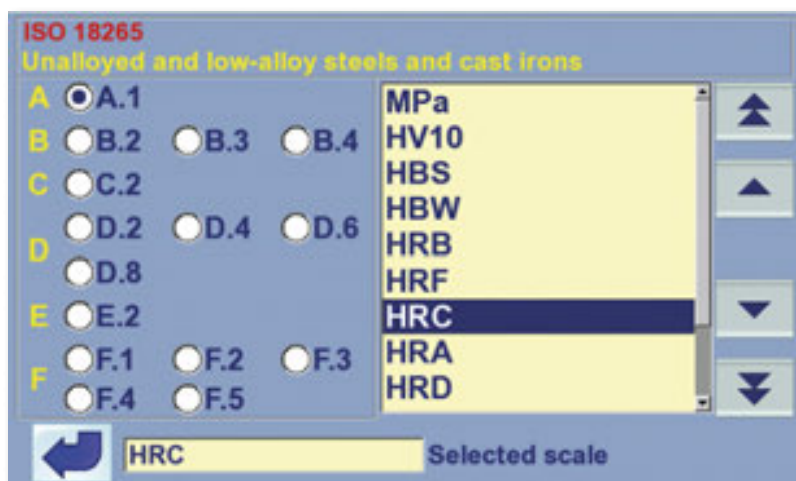 ISO 18265
Unalloyed and low-alloy steels and cast irons
A A.1
B B.2 B.3 B.4
C C.2
D D.2 D.4 D.6
D.8
E E.2
F F.1 F.2 F.3
F.4 F.5
MPa
HV10
HBS
HBW
HRB
HRF
HRC
HRA
HRD
HRC Selected scale